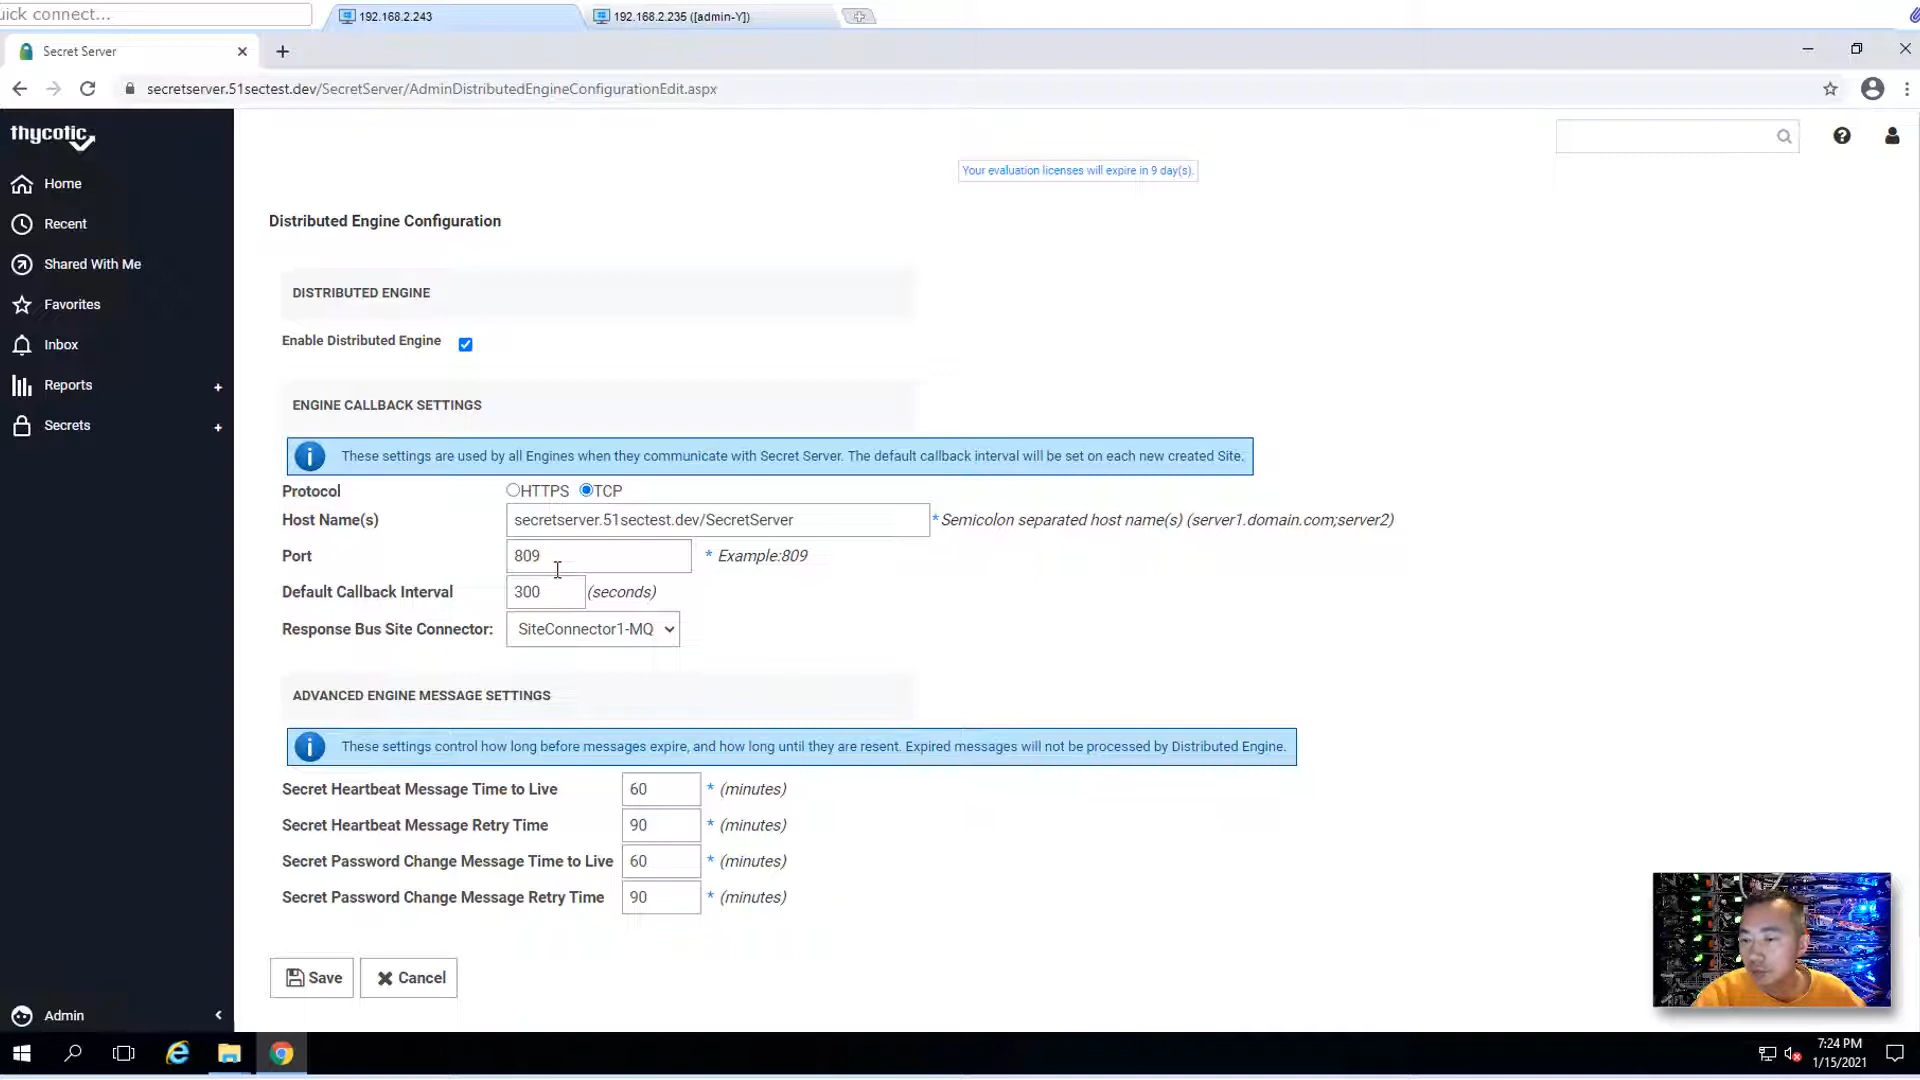 uick connect...
192.168.2.243
192.168.2.235 ([admin-Y])
Secret Server
secretserver.51sectest.dev/SecretServer/AdminDistributedEngineConfigurationEdit.aspx
thycotic
Your evaluation licenses will expire in 9 day(s).
Home
Recent
Shared With Me
Favorites
Inbox
Reports +
Secrets +
Distributed Engine Configuration
DISTRIBUTED ENGINE
Enable Distributed Engine
ENGINE CALLBACK SETTINGS
These settings are used by all Engines when they communicate with Secret Server. The default callback interval will be set on each new created Site.
Protocol HTTPS TCP
Host Name(s) secretserver.51sectest.dev/SecretServer * Semicolon separated host name(s) (server1.domain.com;server2)
Port 809 * Example:809
Default Callback Interval 300 (seconds)
Response Bus Site Connector: SiteConnector1-MQ
ADVANCED ENGINE MESSAGE SETTINGS
These settings control how long before messages expire, and how long until they are resent. Expired messages will not be processed by Distributed Engine.
Secret Heartbeat Message Time to Live 60 * (minutes)
Secret Heartbeat Message Retry Time 90 * (minutes)
Secret Password Change Message Time to Live 60 * (minutes)
Secret Password Change Message Retry Time 90 * (minutes)
Save Cancel
Admin
7:24 PM
1/15/2021